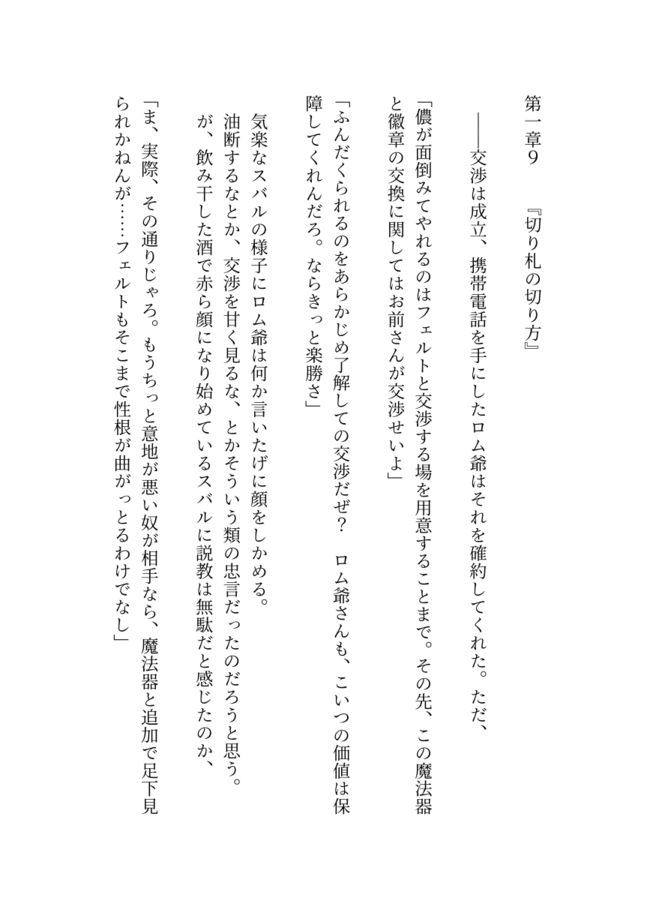 第一章９　　『切り札の切り方』
――交渉は成立、携帯電話を手にしたロム爺はそれを確約してくれた。ただ、
「儂が面倒みてやれるのはフェルトと交渉する場を用意することまで。その先、この魔法器
と徽章の交換に関してはお前さんが交渉せいよ」
「ふんだくられるのをあらかじめ了解しての交渉だぜ？　ロム爺さんも、こいつの価値は保
障してくれんだろ。ならきっと楽勝さ」
気楽なスバルの様子にロム爺は何か言いたげに顔をしかめる。
油断するなとか、交渉を甘く見るな、とかそういう類の忠言だったのだろうと思う。
が、飲み干した酒で赤ら顔になり始めているスバルに説教は無駄だと感じたのか、
「ま、実際、その通りじゃろ。もうちっと意地が悪い奴が相手なら、魔法器と追加で足下見
られかねんが……フェルトもそこまで性根が曲がっとるわけでなし」